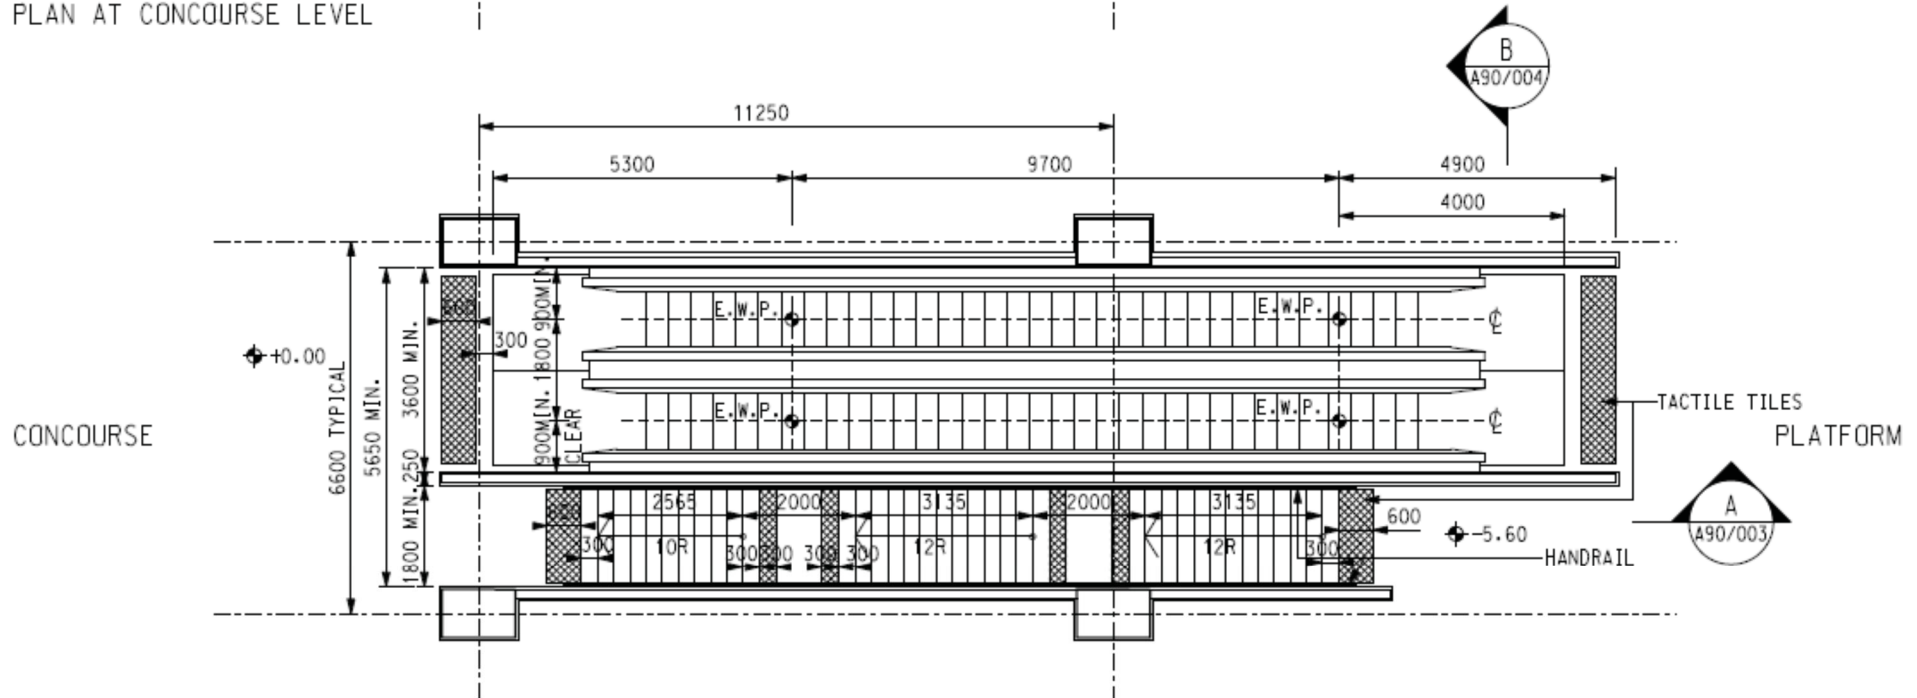 PLAN AT CONCOURSE LEVEL
B
A90/004
11250
5300
9700
4900
4000
900MIN.
E.W.P.
E.W.P.
℄
600
300
+0.00
1800
3600 MIN.
6600 TYPICAL
5650 MIN.
900MIN.
CLEAR
E.W.P.
E.W.P.
℄
TACTILE TILES
CONCOURSE
PLATFORM
250
2565
2000
3135
2000
3135
600
A
A90/003
1800 MIN.
300
10R
300
300
300
300
12R
12R
300
-5.60
HANDRAIL